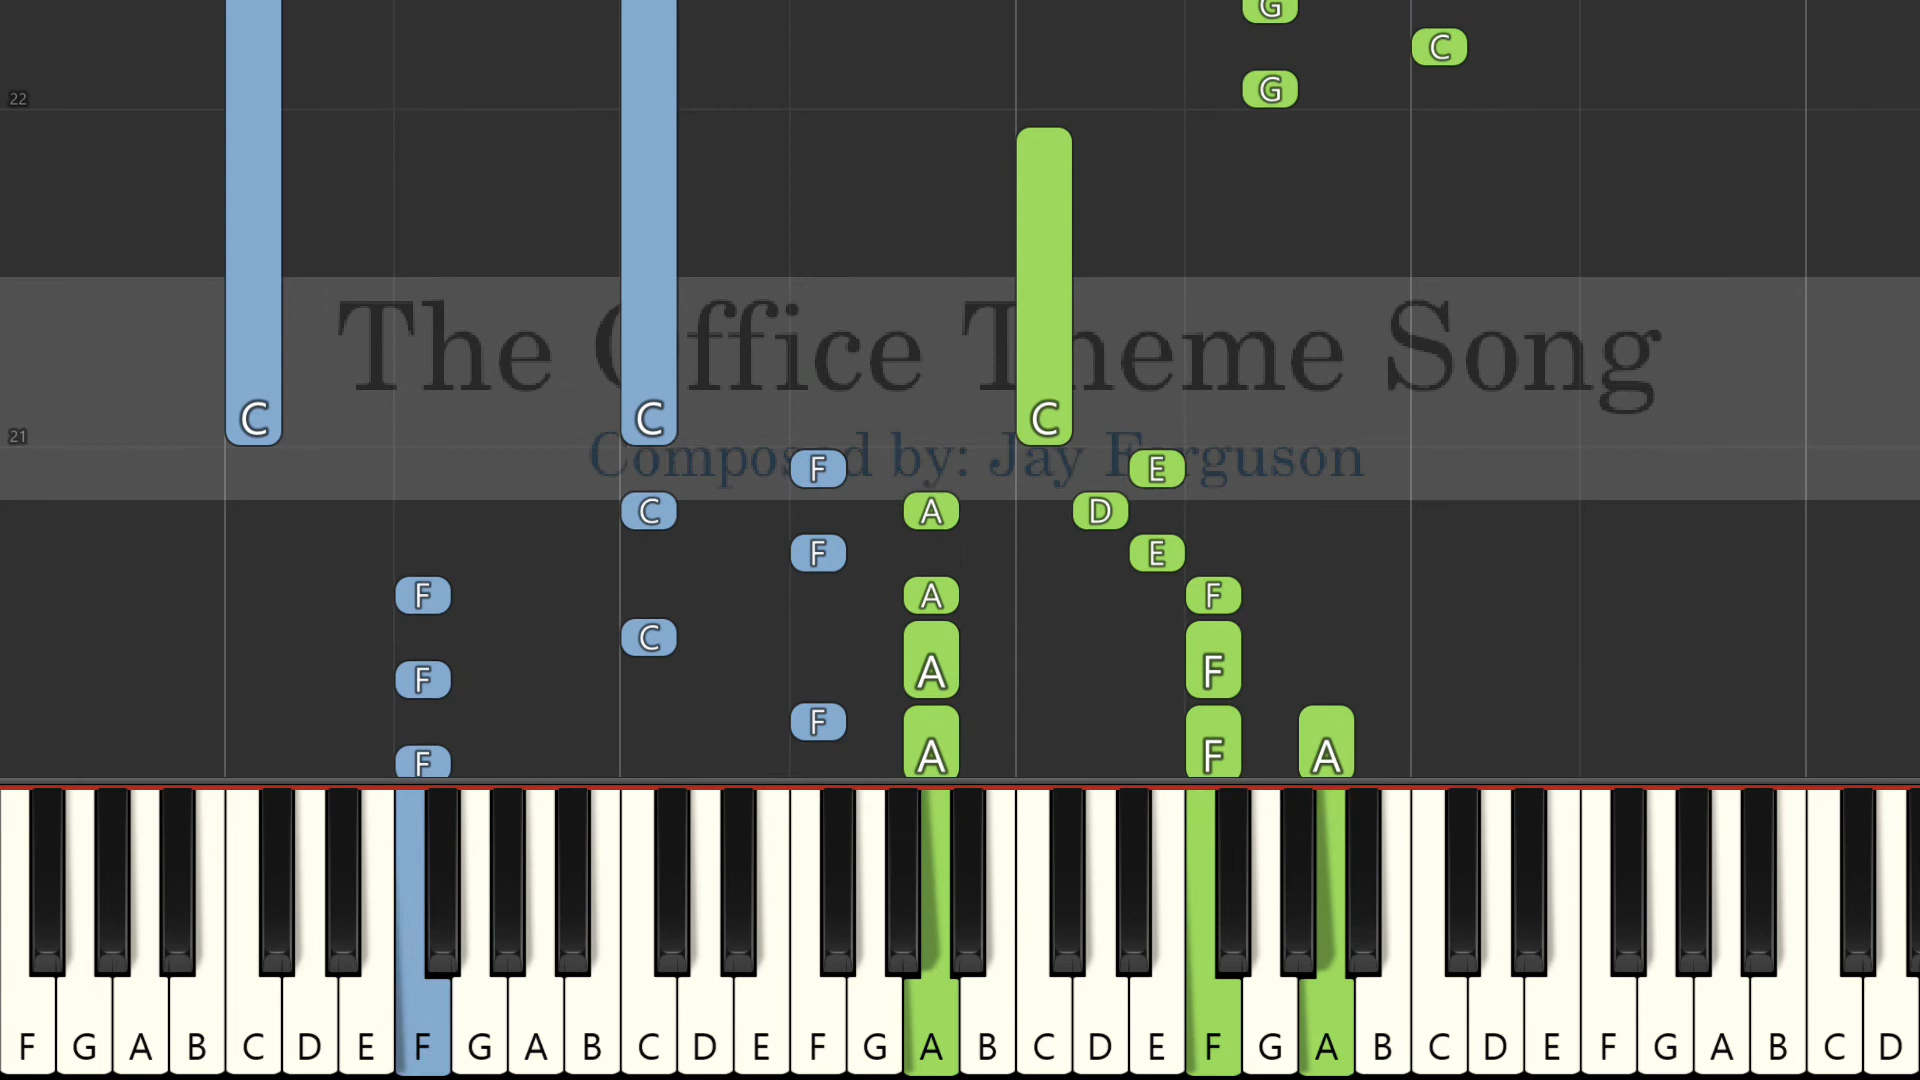 G
C
22
G
The Office Theme Song
C C C
21
Composed by: Jay Ferguson
F E
C A D
F E
F A F
C
F A F
F
F A F A
F G A B C D E F G A B C D E F G A B C D E F G A B C D E F G A B C D